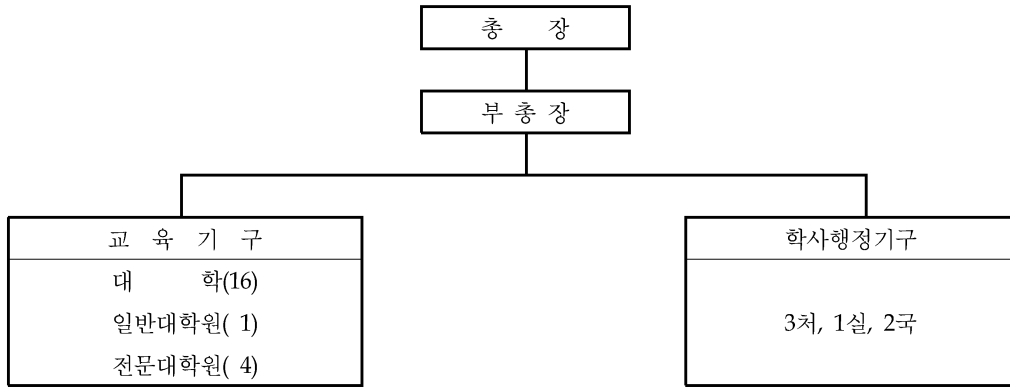 총 장
부 총 장
교 육 기 구
대 학(16)
일반대학원( 1)
전문대학원( 4)
학사행정기구
3처, 1실, 2국